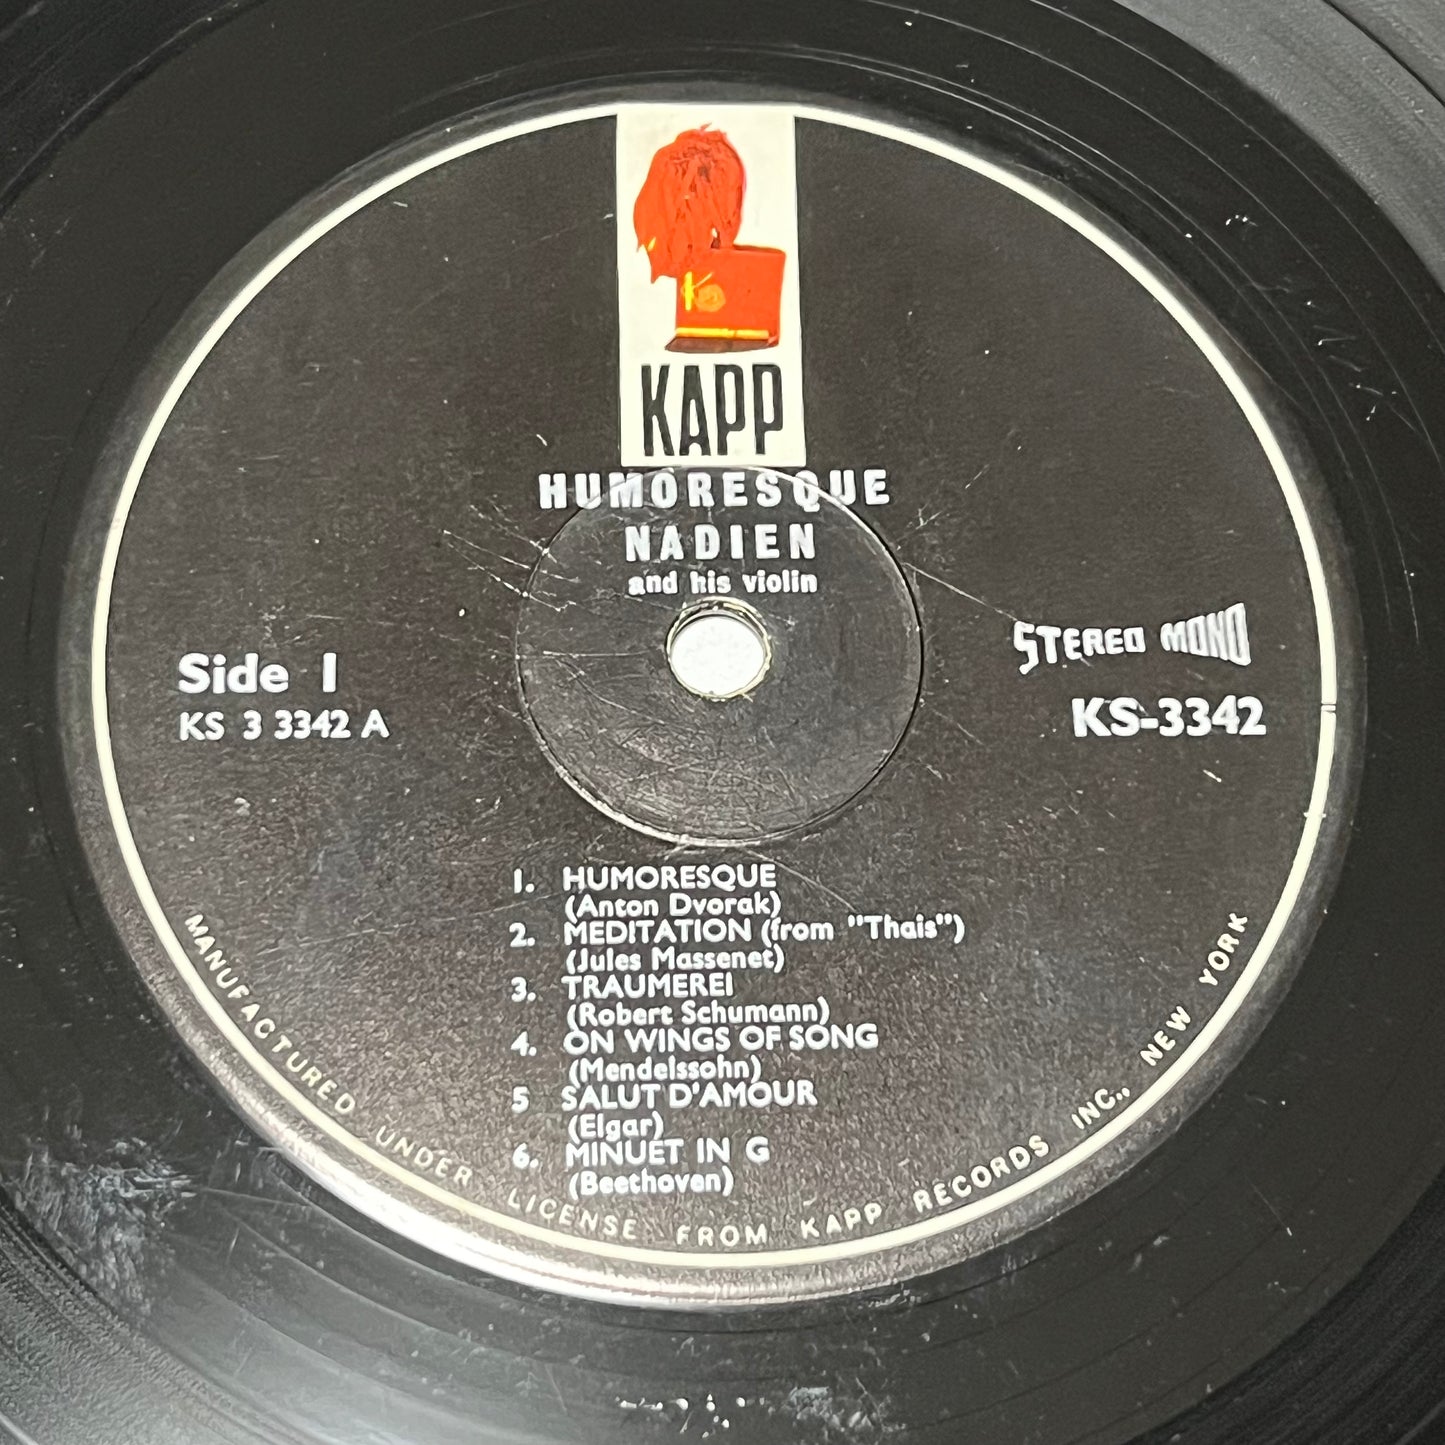 KAPP
HUMORESQUE
NADIEN
and his violin
Side 1
KS 3 3342 A
STEREO MONO
KS-3342
1. HUMORESQUE
(Anton Dvorak)
2. MEDITATION (from "Thais")
(Jules Massenet)
3. TRAUMEREI
(Robert Schumann)
4. ON WINGS OF SONG
(Mendelssohn)
5 SALUT D'AMOUR
(Elgar)
6. MINUET IN G
(Beethoven)
MANUFACTURED UNDER LICENSE FROM KAPP RECORDS INC., NEW YORK